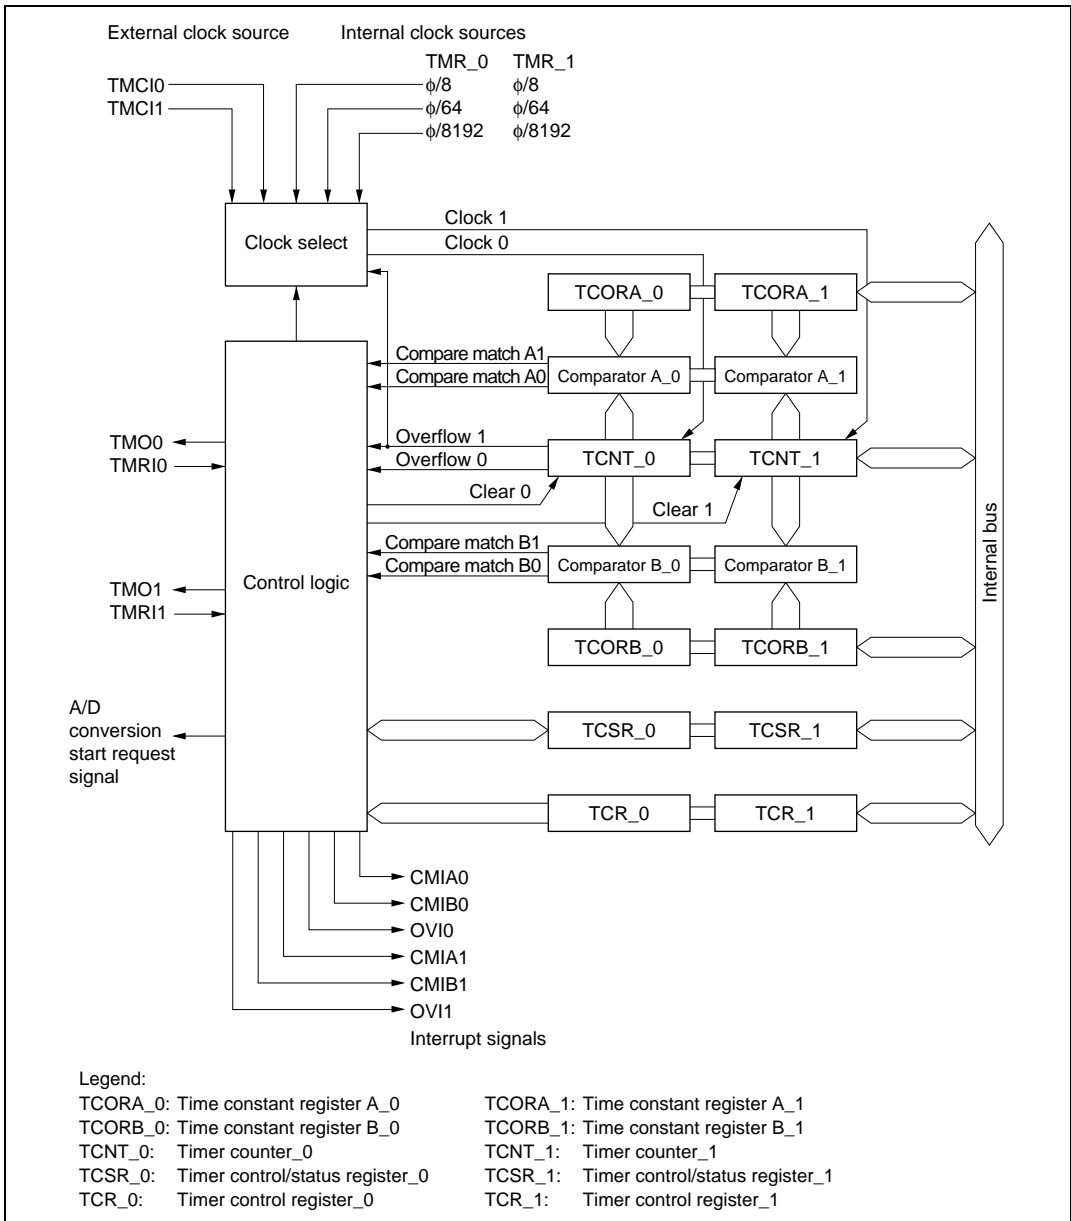 External clock source
Internal clock sources
TMR_0 TMR_1
TMCI0
TMCI1
ϕ/8 ϕ/8
ϕ/64 ϕ/64
ϕ/8192 ϕ/8192
Clock select
Clock 1
Clock 0
TCORA_0
TCORA_1
Compare match A1
Compare match A0
Comparator A_0
Comparator A_1
TMO0
TMRI0
Overflow 1
Overflow 0
TCNT_0
TCNT_1
Clear 0
Clear 1
Internal bus
Compare match B1
Compare match B0
Comparator B_0
Comparator B_1
Control logic
TMO1
TMRI1
TCORB_0
TCORB_1
A/D
conversion
start request
signal
TCSR_0
TCSR_1
TCR_0
TCR_1
CMIA0
CMIB0
OVI0
CMIA1
CMIB1
OVI1
Interrupt signals
Legend:
TCORA_0: Time constant register A_0
TCORA_1: Time constant register A_1
TCORB_0: Time constant register B_0
TCORB_1: Time constant register B_1
TCNT_0: Timer counter_0
TCNT_1: Timer counter_1
TCSR_0: Timer control/status register_0
TCSR_1: Timer control/status register_1
TCR_0: Timer control register_0
TCR_1: Timer control register_1